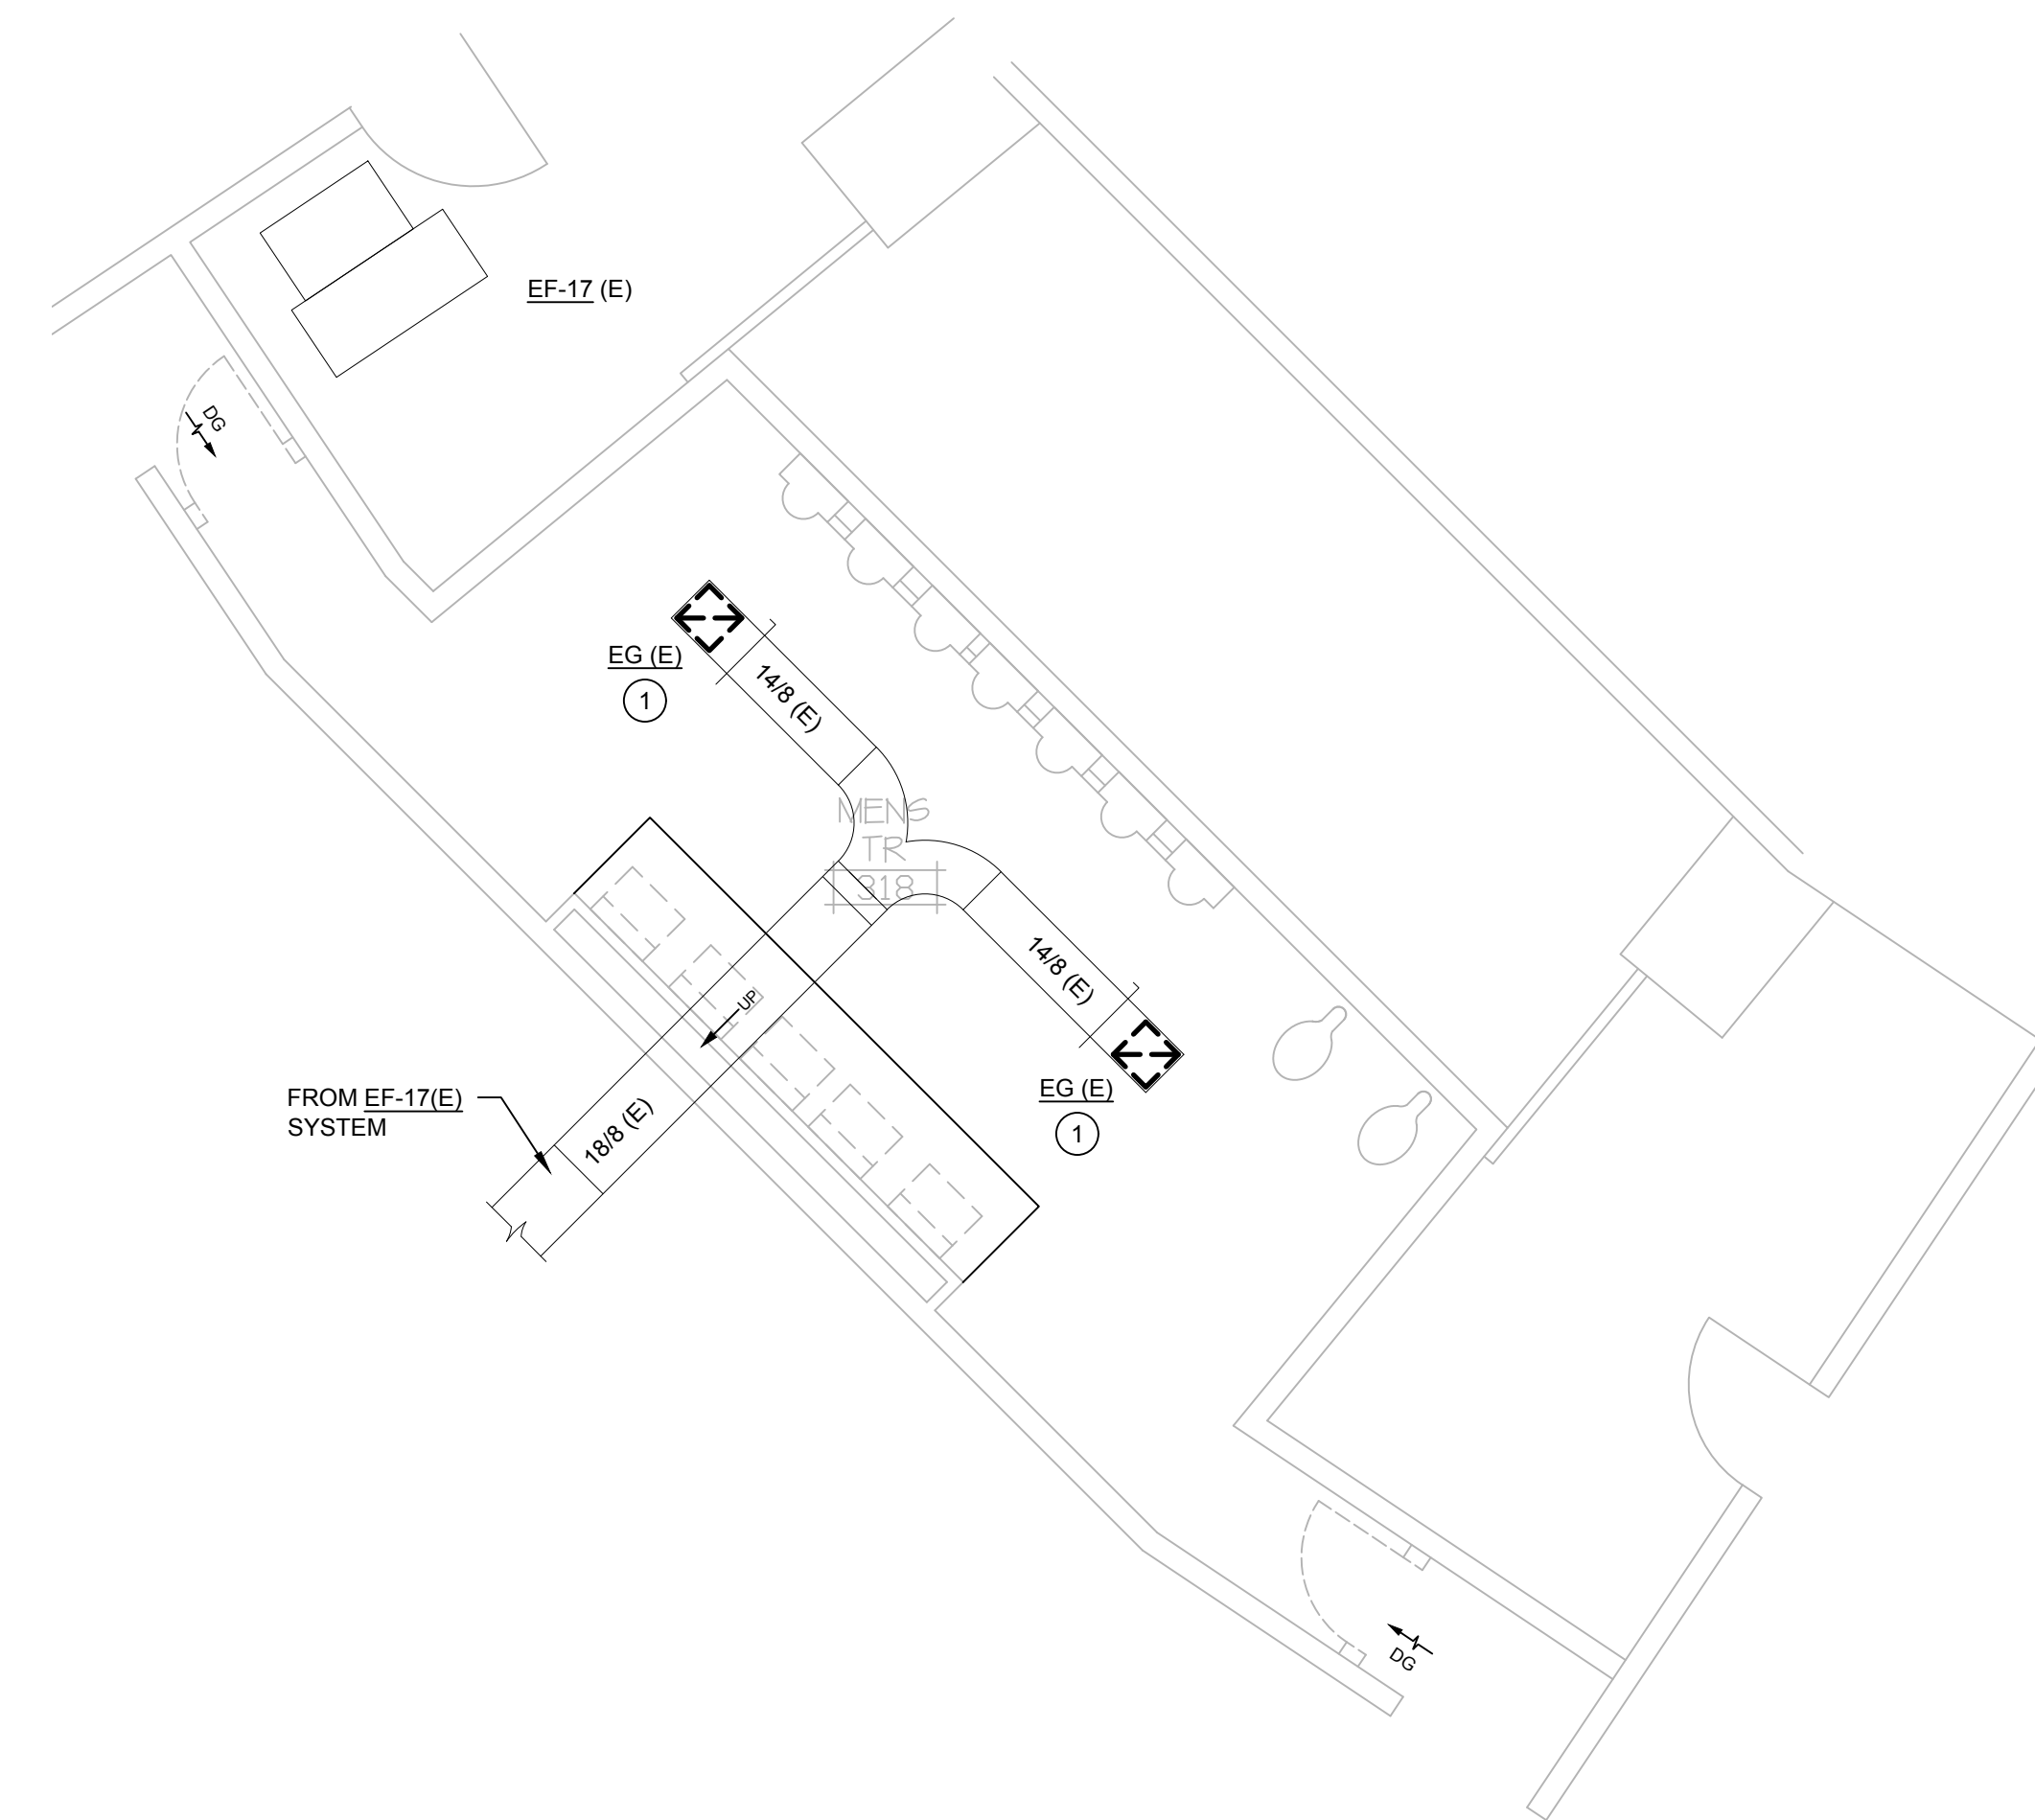 EF-17 (E)
DG
EG (E)
1
14/8 (E)
MENS
TR
318
14/8 (E)
UP
EG (E)
1
FROM EF-17(E)
SYSTEM
18/8 (E)
DG